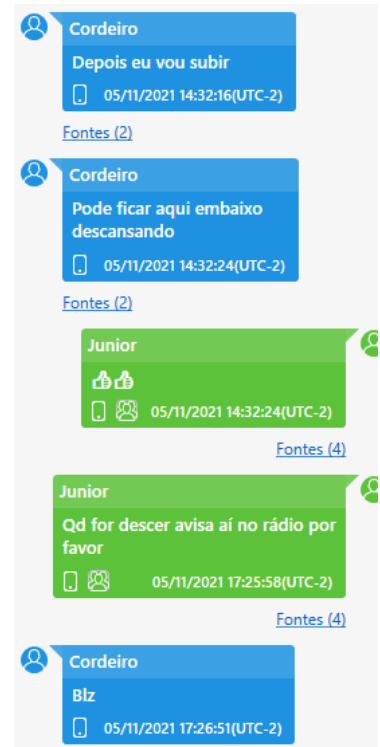 Cordeiro
Depois eu vou subir
05/11/2021 14:32:16(UTC-2)
Fontes (2)
Cordeiro
Pode ficar aqui embaixo
descansando
05/11/2021 14:32:24(UTC-2)
Fontes (2)
Junior
👍👍
05/11/2021 14:32:24(UTC-2)
Fontes (4)
Junior
Qd for descer avisa aí no rádio por
favor
05/11/2021 17:25:58(UTC-2)
Fontes (4)
Cordeiro
Blz
05/11/2021 17:26:51(UTC-2)